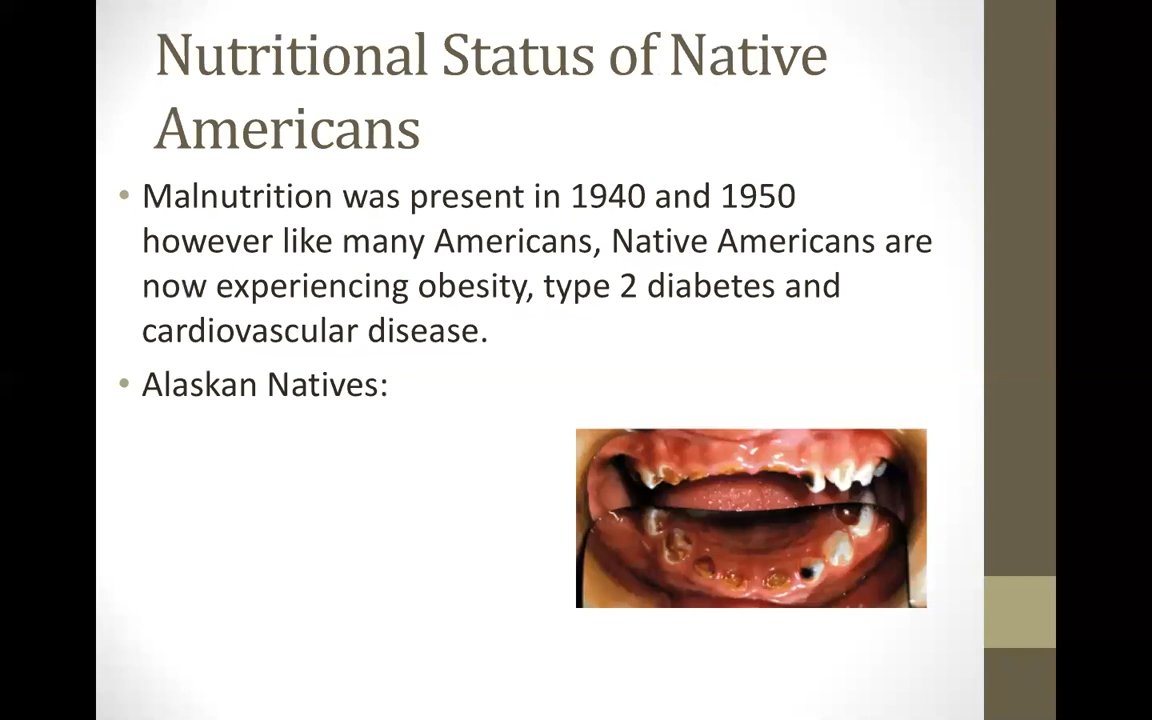 Nutritional Status of Native
Americans
• Malnutrition was present in 1940 and 1950
however like many Americans, Native Americans are
now experiencing obesity, type 2 diabetes and
cardiovascular disease.
• Alaskan Natives: